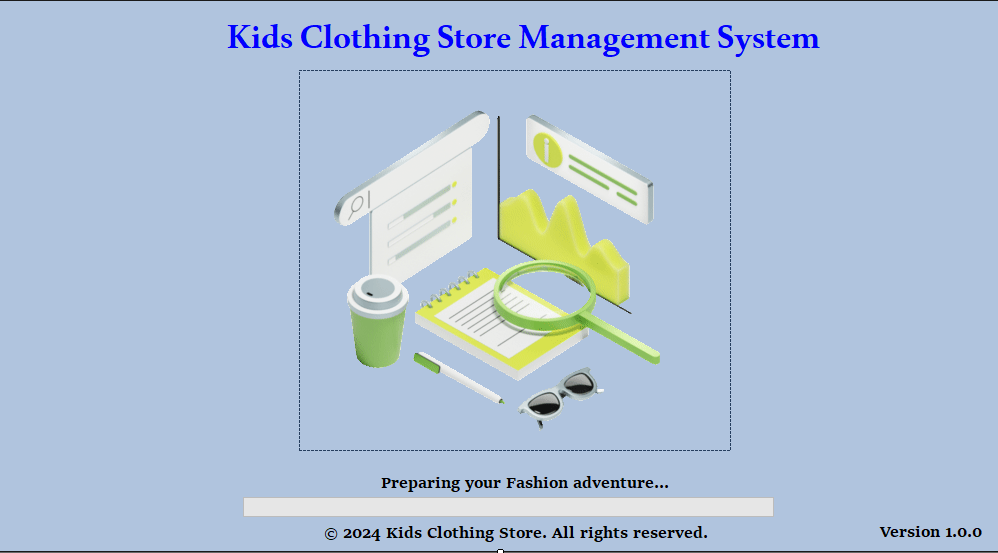 Kids Clothing Store Management System
Preparing your Fashion adventure...
© 2024 Kids Clothing Store. All rights reserved.
Version 1.0.0